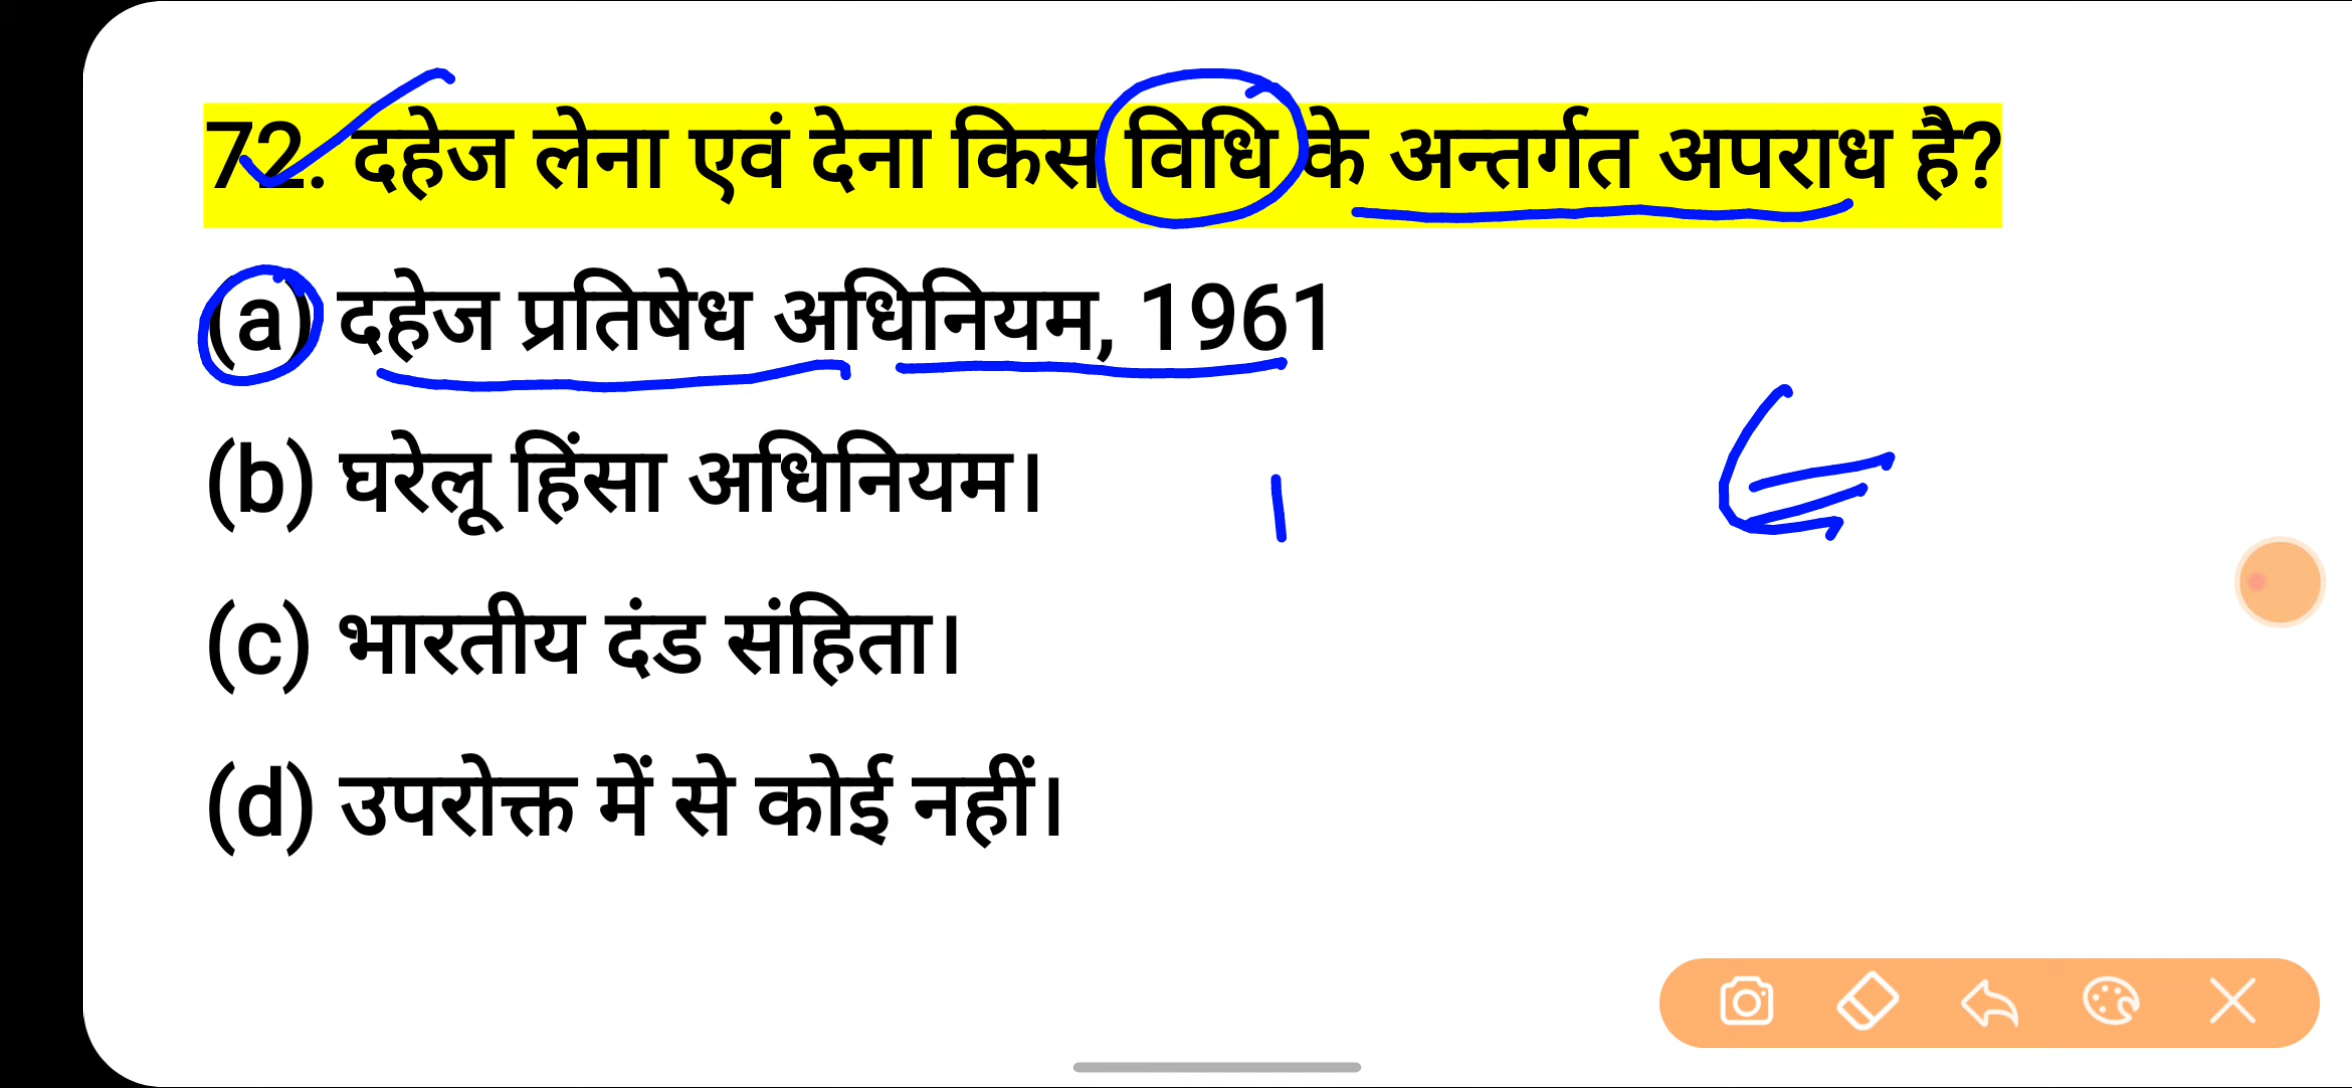 72. दहेज लेना एवं देना किस विधि के अन्तर्गत अपराध है?
(a) दहेज प्रतिषेध अधिनियम, 1961
(b) घरेलू हिंसा अधिनियम।
(c) भारतीय दंड संहिता।
(d) उपरोक्त में से कोई नहीं।